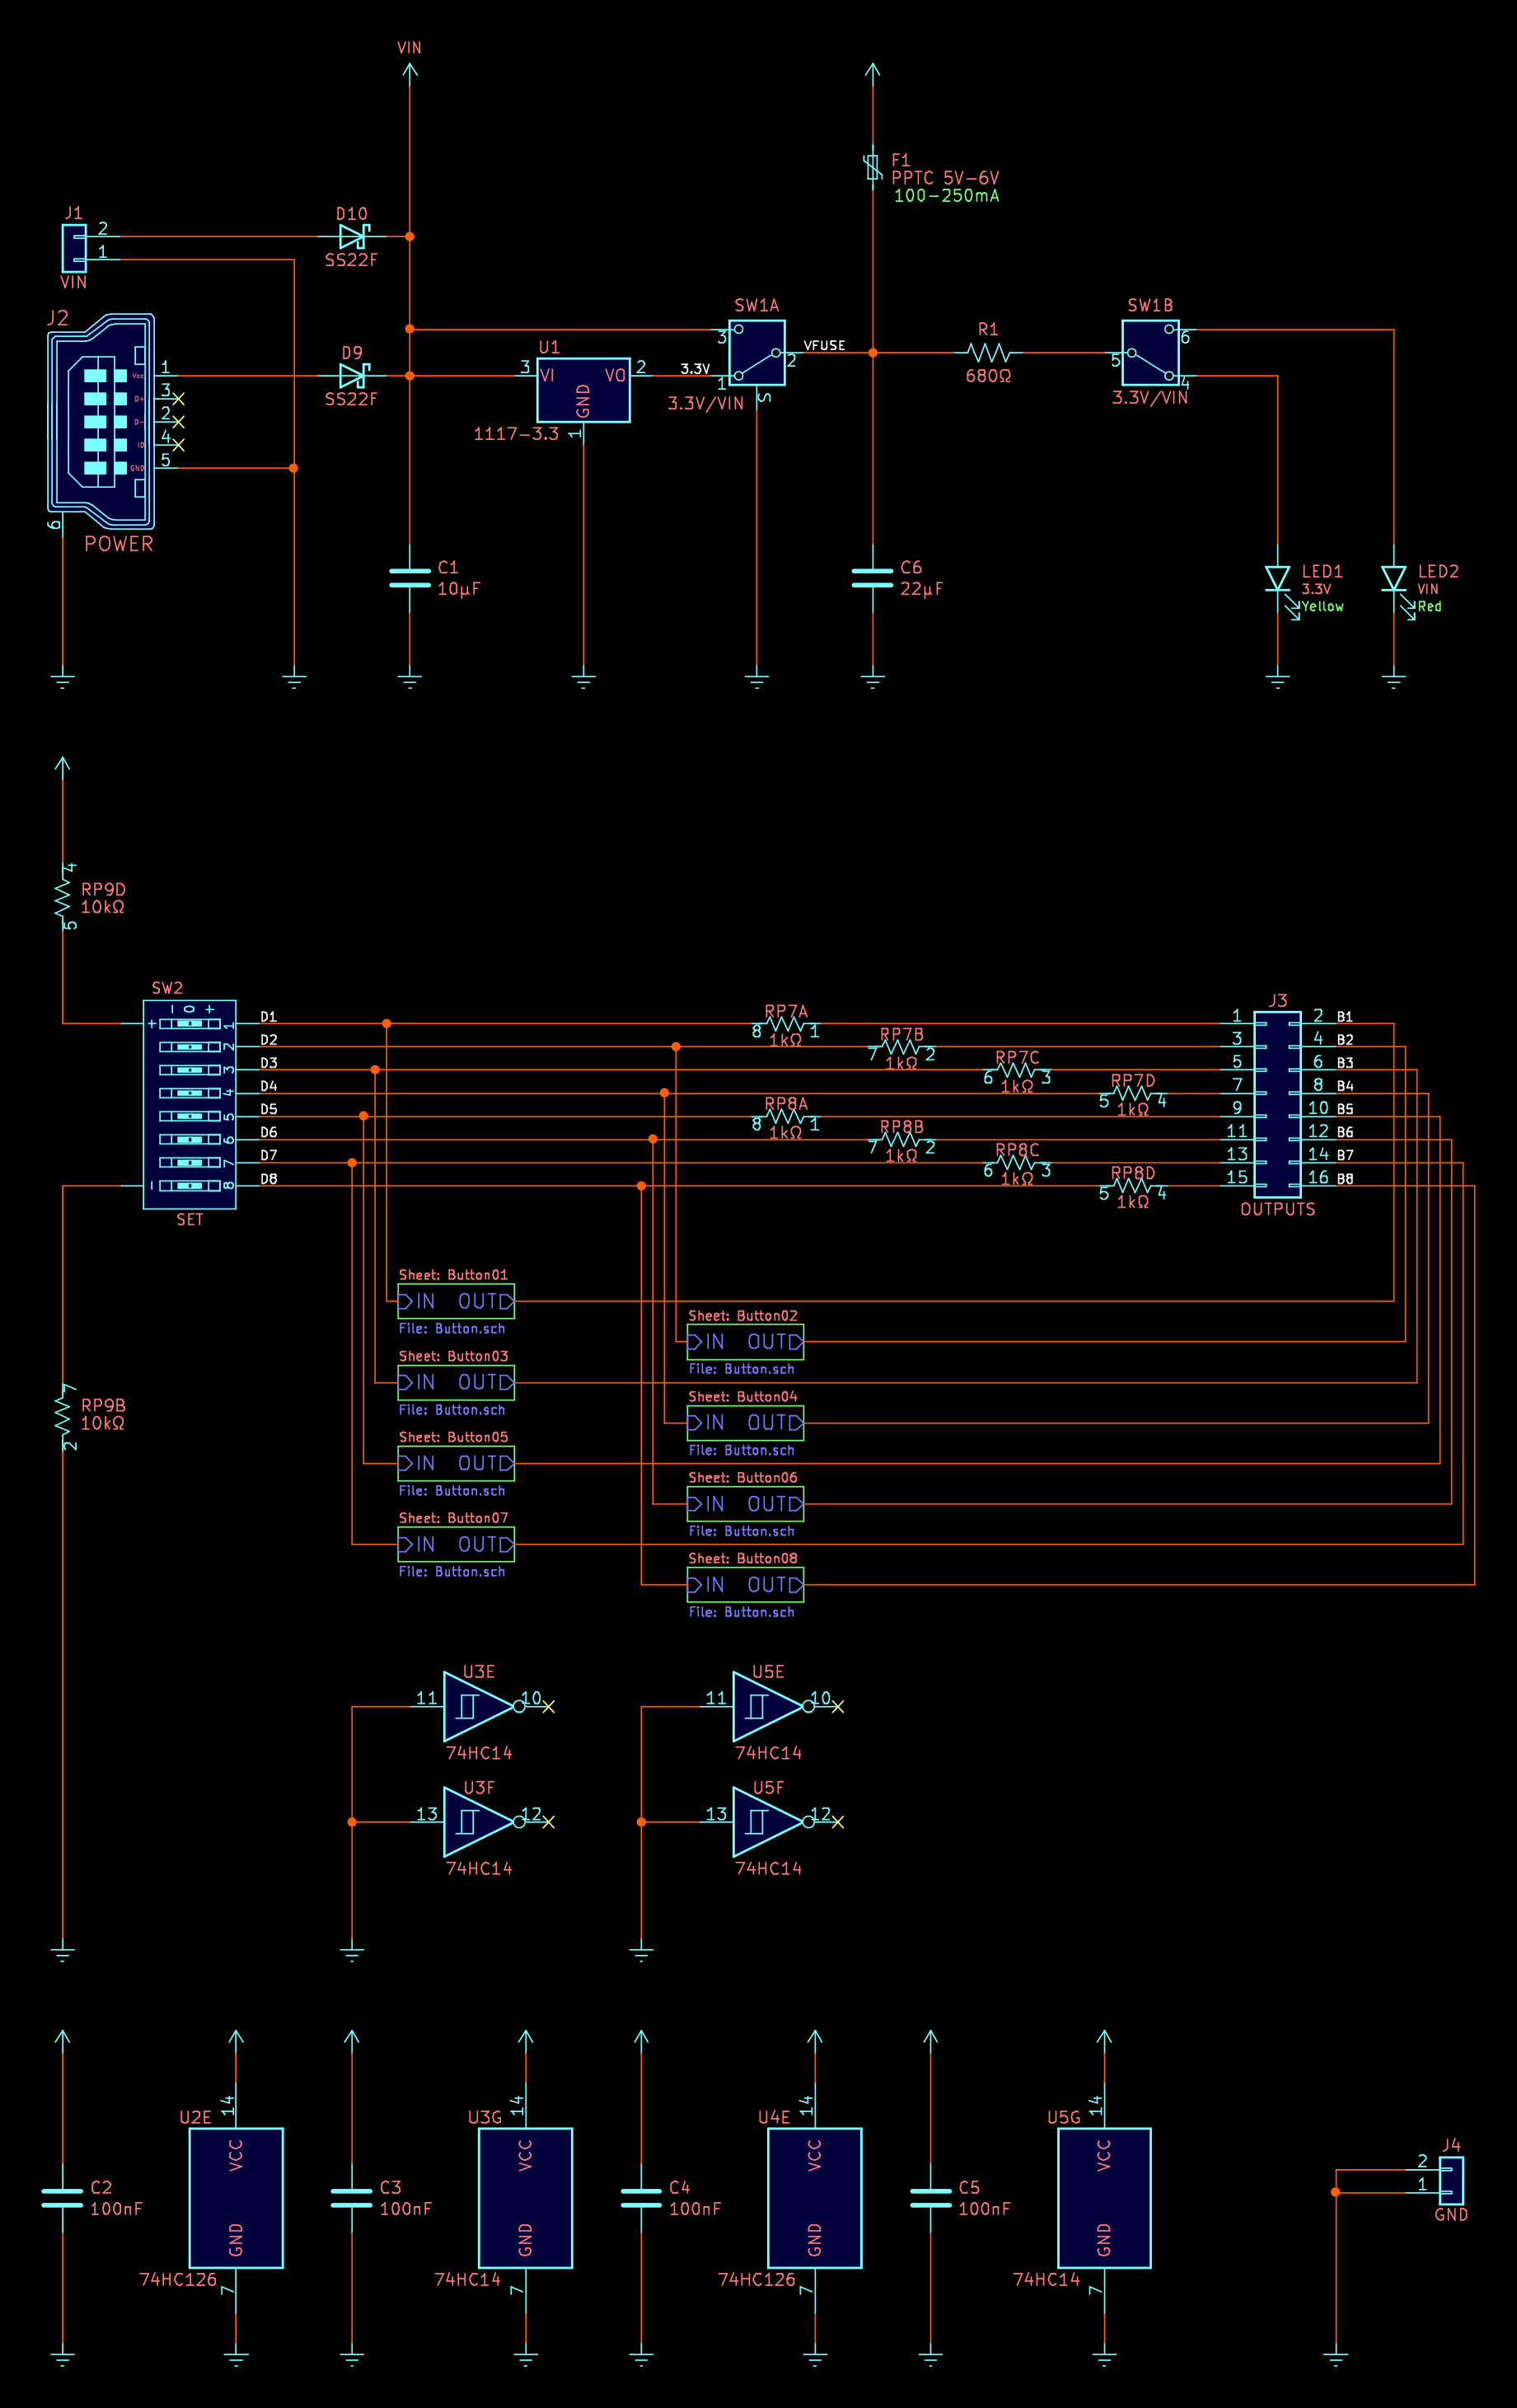 VIN
F1
PPTC 5V-6V
100-250mA
J1
2
1
VIN
D10
SS22F
J2
1
3
2
4
5
6
Vcc
D+
D-
ID
GND
POWER
D9
SS22F
U1
3
VI
VO
2
GND
1
1117-3.3
3.3V
SW1A
3
2
1
S
3.3V/VIN
VFUSE
R1
680Ω
SW1B
6
5
4
3.3V/VIN
C1
10µF
C6
22µF
LED1
3.3V
Yellow
LED2
VIN
Red
4
RP9D
10kΩ
5
SW2
- 0 +
+
-
1
2
3
4
5
6
7
8
SET
D1
D2
D3
D4
D5
D6
D7
D8
RP7A
8 1
1kΩ
RP7B
7 2
1kΩ
RP7C
6 3
1kΩ
RP7D
5 4
1kΩ
RP8A
8 1
1kΩ
RP8B
7 2
1kΩ
RP8C
6 3
1kΩ
RP8D
5 4
1kΩ
J3
1 2 B1
3 4 B2
5 6 B3
7 8 B4
9 10 B5
11 12 B6
13 14 B7
15 16 B8
OUTPUTS
Sheet: Button01
IN OUT
File: Button.sch
Sheet: Button02
IN OUT
File: Button.sch
Sheet: Button03
IN OUT
File: Button.sch
Sheet: Button04
IN OUT
File: Button.sch
Sheet: Button05
IN OUT
File: Button.sch
Sheet: Button06
IN OUT
File: Button.sch
Sheet: Button07
IN OUT
File: Button.sch
Sheet: Button08
IN OUT
File: Button.sch
7
RP9B
10kΩ
2
U3E
11 10
74HC14
U5E
11 10
74HC14
U3F
13 12
74HC14
U5F
13 12
74HC14
C2
100nF
U2E
14
VCC
GND
7
74HC126
C3
100nF
U3G
14
VCC
GND
7
74HC14
C4
100nF
U4E
14
VCC
GND
7
74HC126
C5
100nF
U5G
14
VCC
GND
7
74HC14
J4
2
1
GND